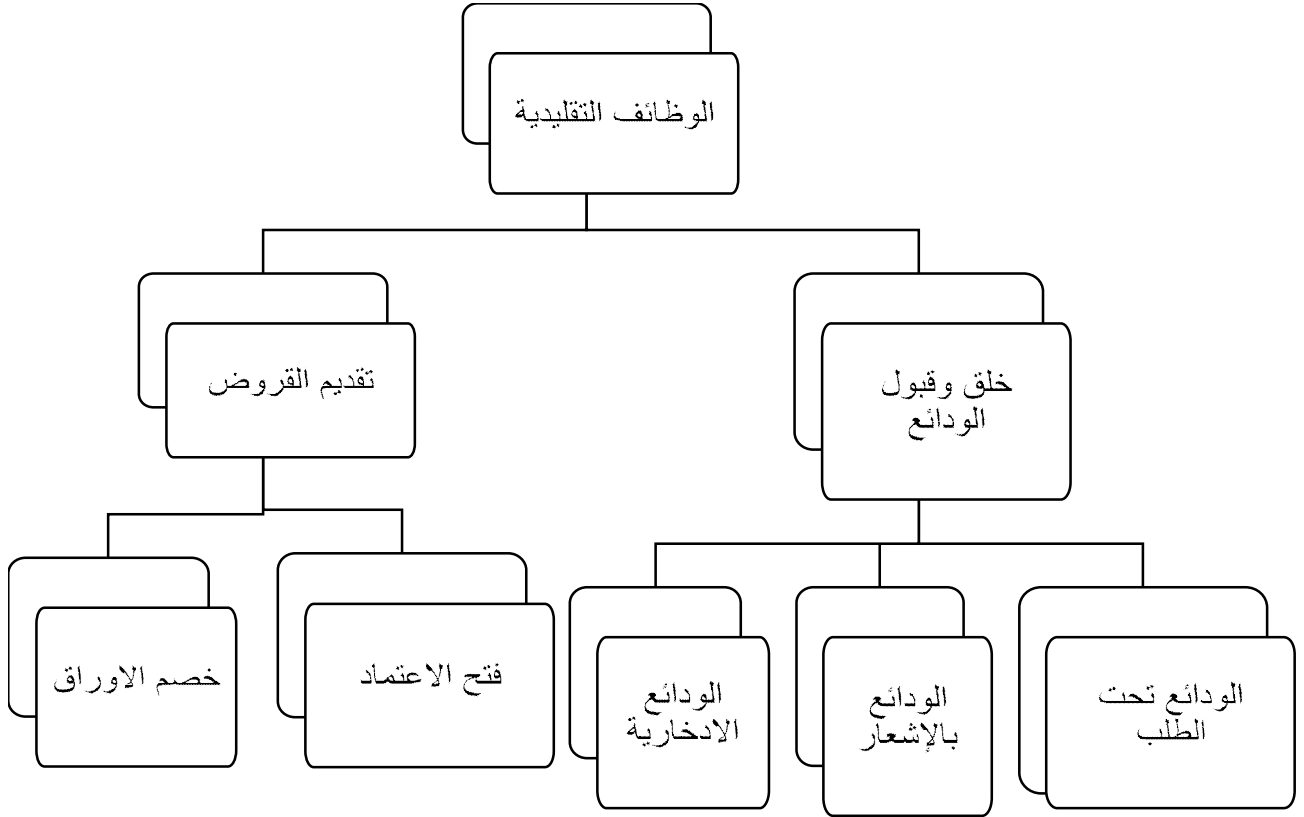 الوظائف التقليدية
خلق وقبول
الودائع
تقديم القروض
الودائع تحت
الطلب
الودائع
بالإشعار
الودائع
الادخارية
فتح الاعتماد
خصم الاوراق